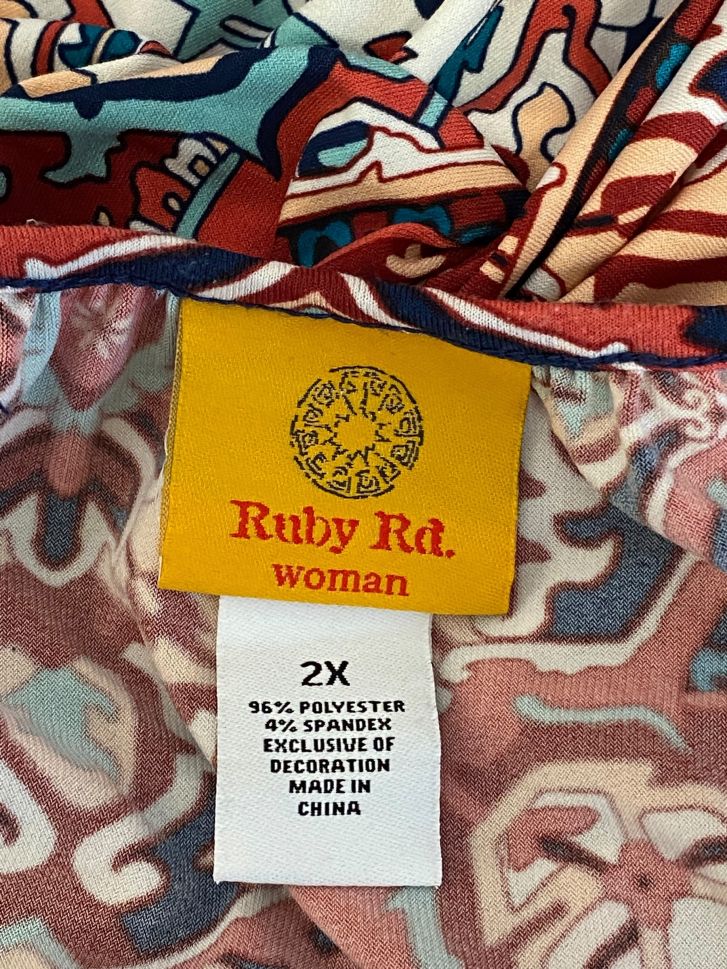 Ruby Rd.
woman
2X
96% POLYESTER
4% SPANDEX
EXCLUSIVE OF
DECORATION
MADE IN
CHINA